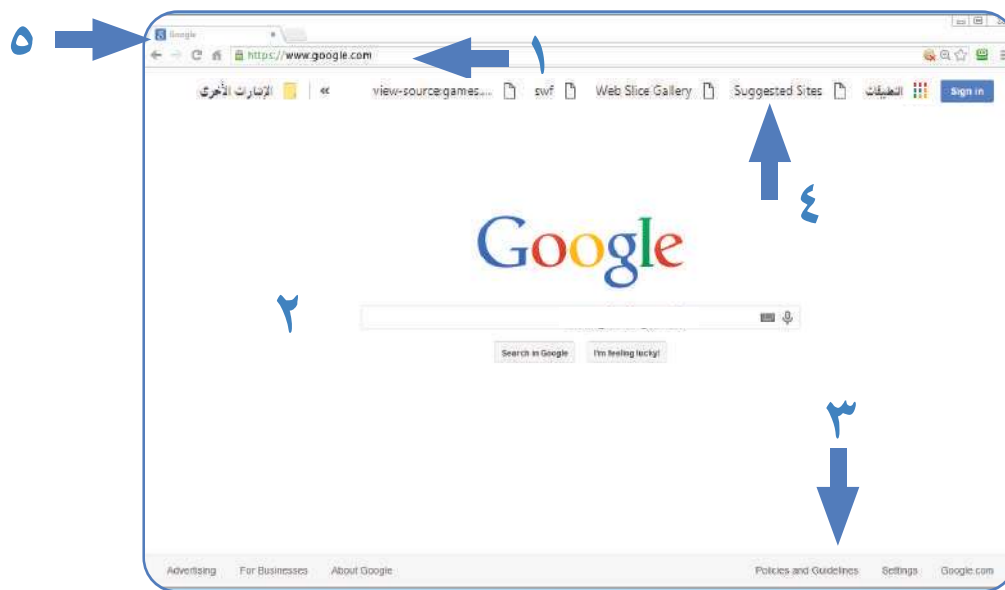 ٥
Google
١
https://www.google.com
الإشارات الأخرى « view-source:games.... swf Web Slice Gallery Suggested Sites التطبيقات Sign in
٤
Google
٢
Search in Google I'm feeling lucky!
٣
Advertising For Businesses About Google Policies and Guidelines Settings Google.com